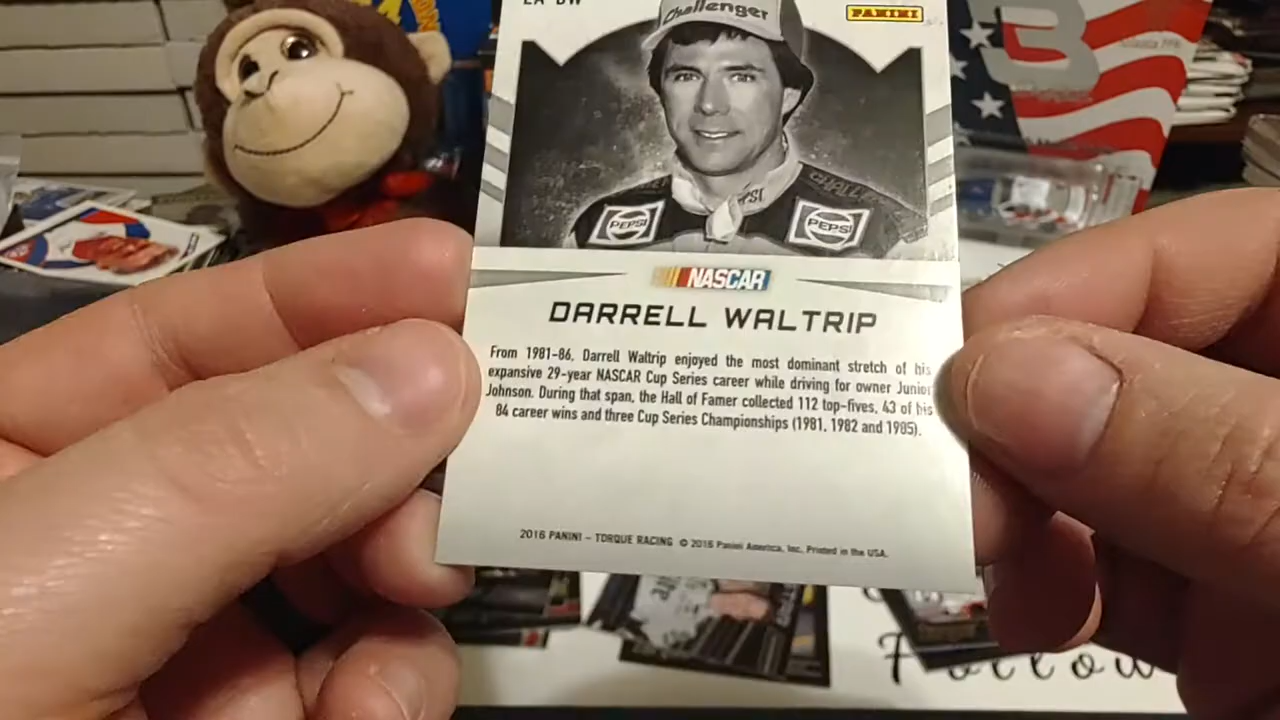 Challenger
PANINI
3
PEPSI
PEPSI
NASCAR
DARRELL WALTRIP
From 1981-86, Darrell Waltrip enjoyed the most dominant stretch of his
expansive 29-year NASCAR Cup Series career while driving for owner Junior
Johnson. During that span, the Hall of Famer collected 112 top-fives, 43 of his
84 career wins and three Cup Series Championships (1981, 1982 and 1985).
2016 PANINI – TORQUE RACING © 2016 Panini America, Inc. Printed in the USA.
Follow